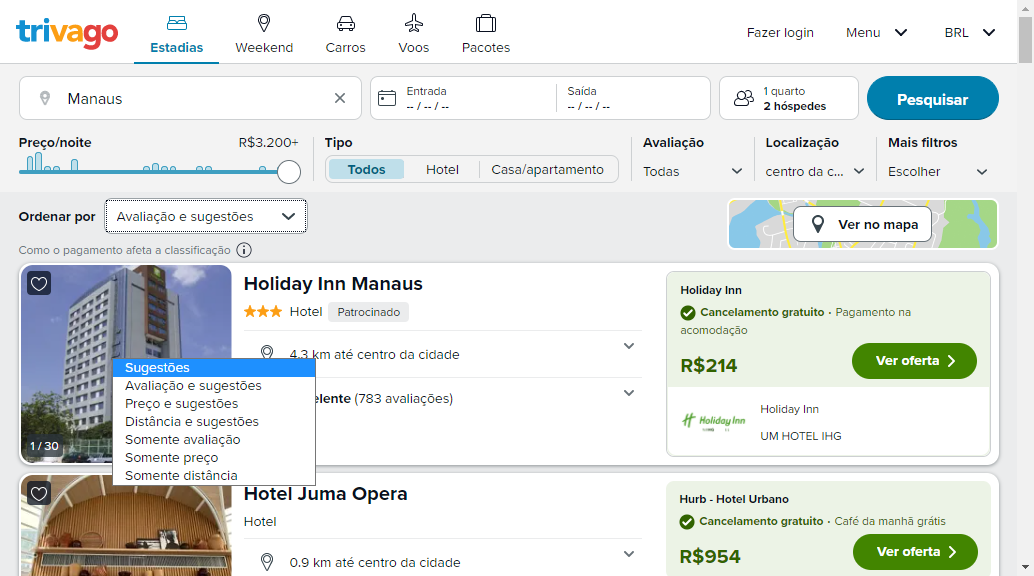 trivago
Estadias
Weekend
Carros
Voos
Pacotes
Fazer login
Menu
BRL
Manaus
Entrada
-- / -- / --
Saída
-- / -- / --
1 quarto
2 hóspedes
Pesquisar
Preço/noite
R$3.200+
Tipo
Todos
Hotel
Casa/apartamento
Avaliação
Todas
Localização
centro da c...
Mais filtros
Escolher
Ordenar por
Avaliação e sugestões
Ver no mapa
Como o pagamento afeta a classificação
Holiday Inn Manaus
Hotel
Patrocinado
4.3 km até centro da cidade
elente (783 avaliações)
1 / 30
Sugestões
Avaliação e sugestões
Preço e sugestões
Distância e sugestões
Somente avaliação
Somente preço
Somente distância
Holiday Inn
Cancelamento gratuito · Pagamento na
acomodação
R$214
Ver oferta
Holiday Inn
Holiday Inn
UM HOTEL IHG
Hotel Juma Opera
Hotel
0.9 km até centro da cidade
Hurb - Hotel Urbano
Cancelamento gratuito · Café da manhã grátis
R$954
Ver oferta